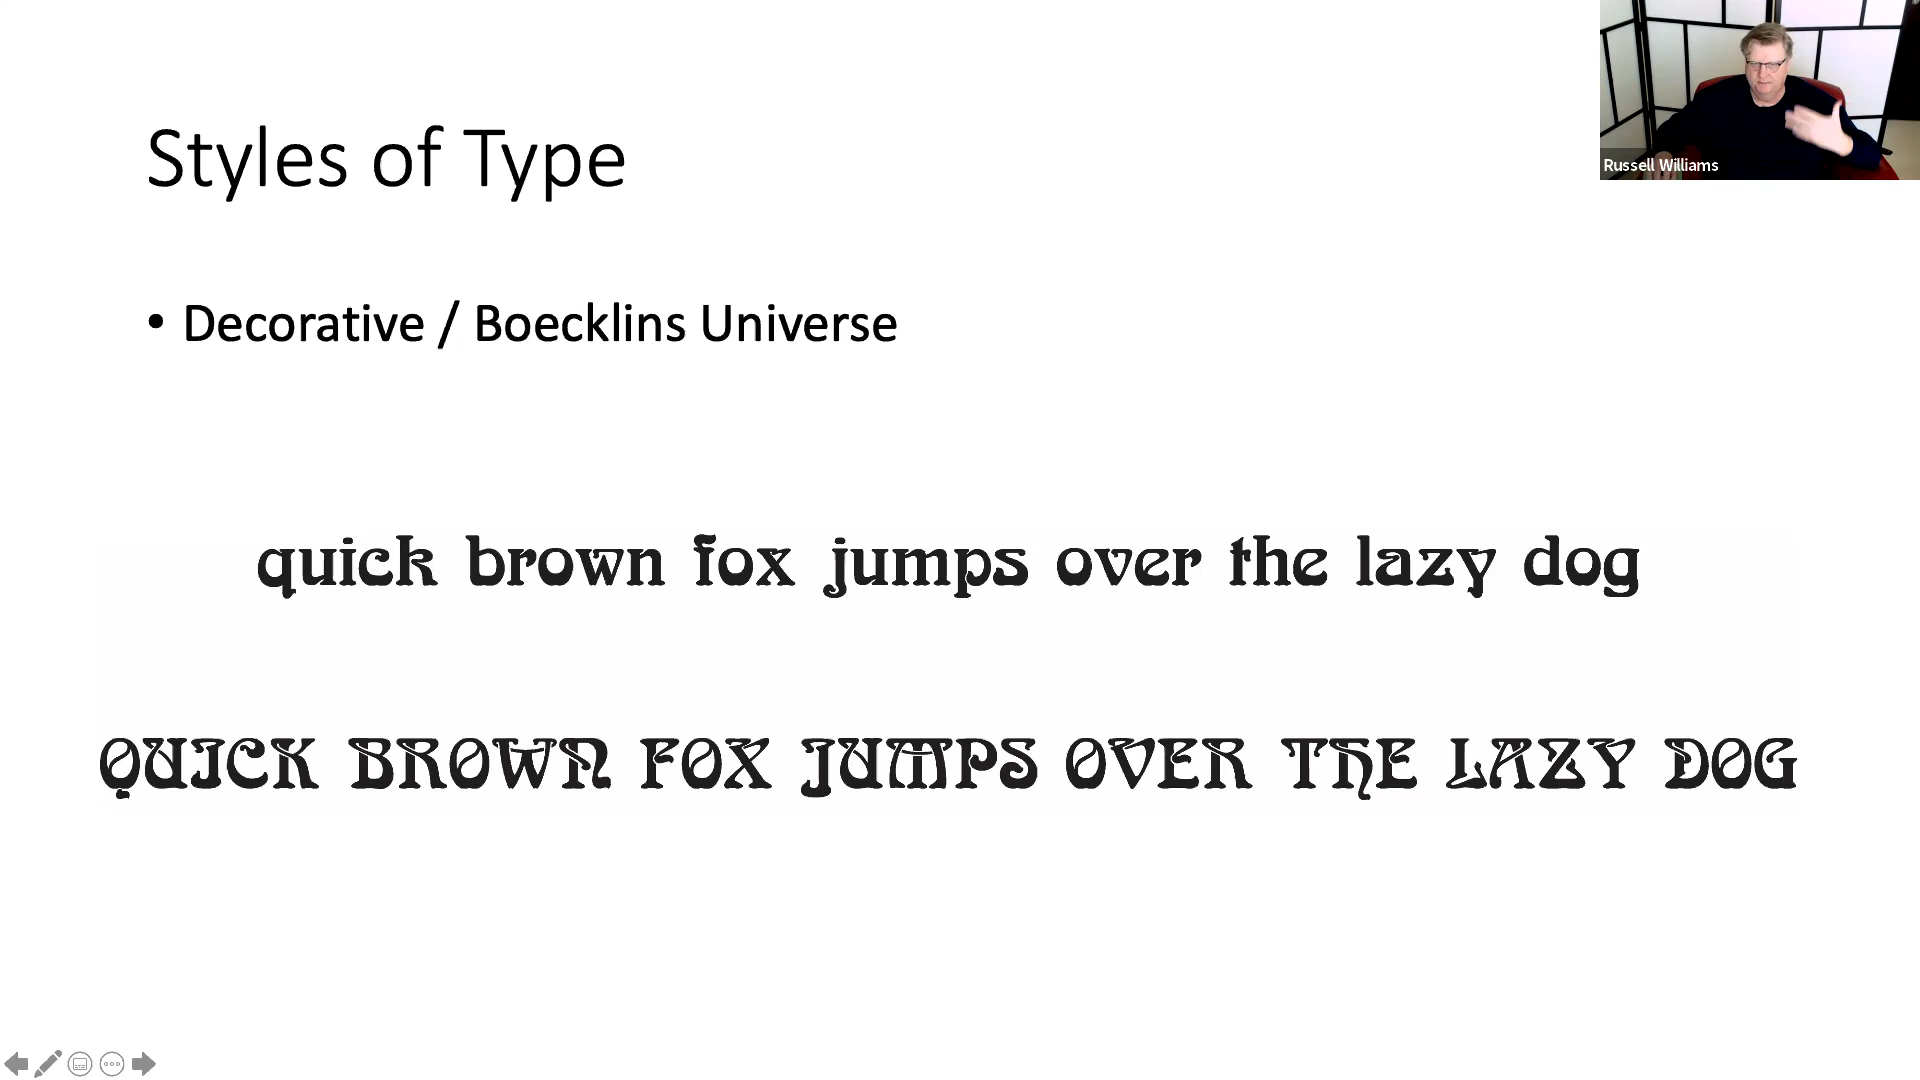 Styles of Type
Russell Williams
• Decorative / Boecklins Universe
quick brown fox jumps over the lazy dog
QUICK BROWN FOX JUMPS OVER THE LAZY DOG